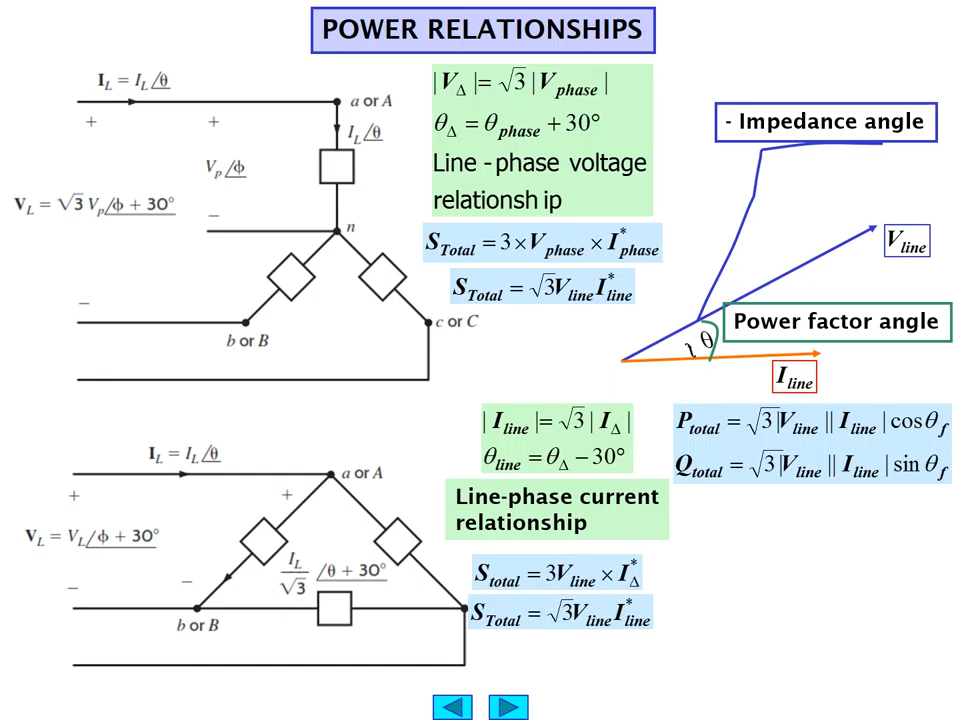 POWER RELATIONSHIPS
I_L = I_L /θ
a or A
+ +
I_L /θ
V_p /ϕ
V_L = √3 V_p /ϕ + 30°
–
n
–
b or B
c or C
|V_Δ |= √3 | V_phase |
θ_Δ = θ_phase + 30°
Line - phase voltage
relationsh ip
S_Total = 3 × V_phase × I*_phase
S_Total = √3 V_line I*_line
- Impedance angle
V_line
Power factor angle
θ
I_line
| I_line |= √3 | I_Δ |
θ_line = θ_Δ − 30°
Line-phase current
relationship
P_total = √3 |V_line || I_line | cos θ_f
Q_total = √3 |V_line || I_line | sin θ_f
I_L = I_L /θ
a or A
+ +
V_L = V_L /ϕ + 30°
I_L/√3 /θ + 30°
– –
b or B
S_total = 3V_line × I*_Δ
S_Total = √3 V_line I*_line